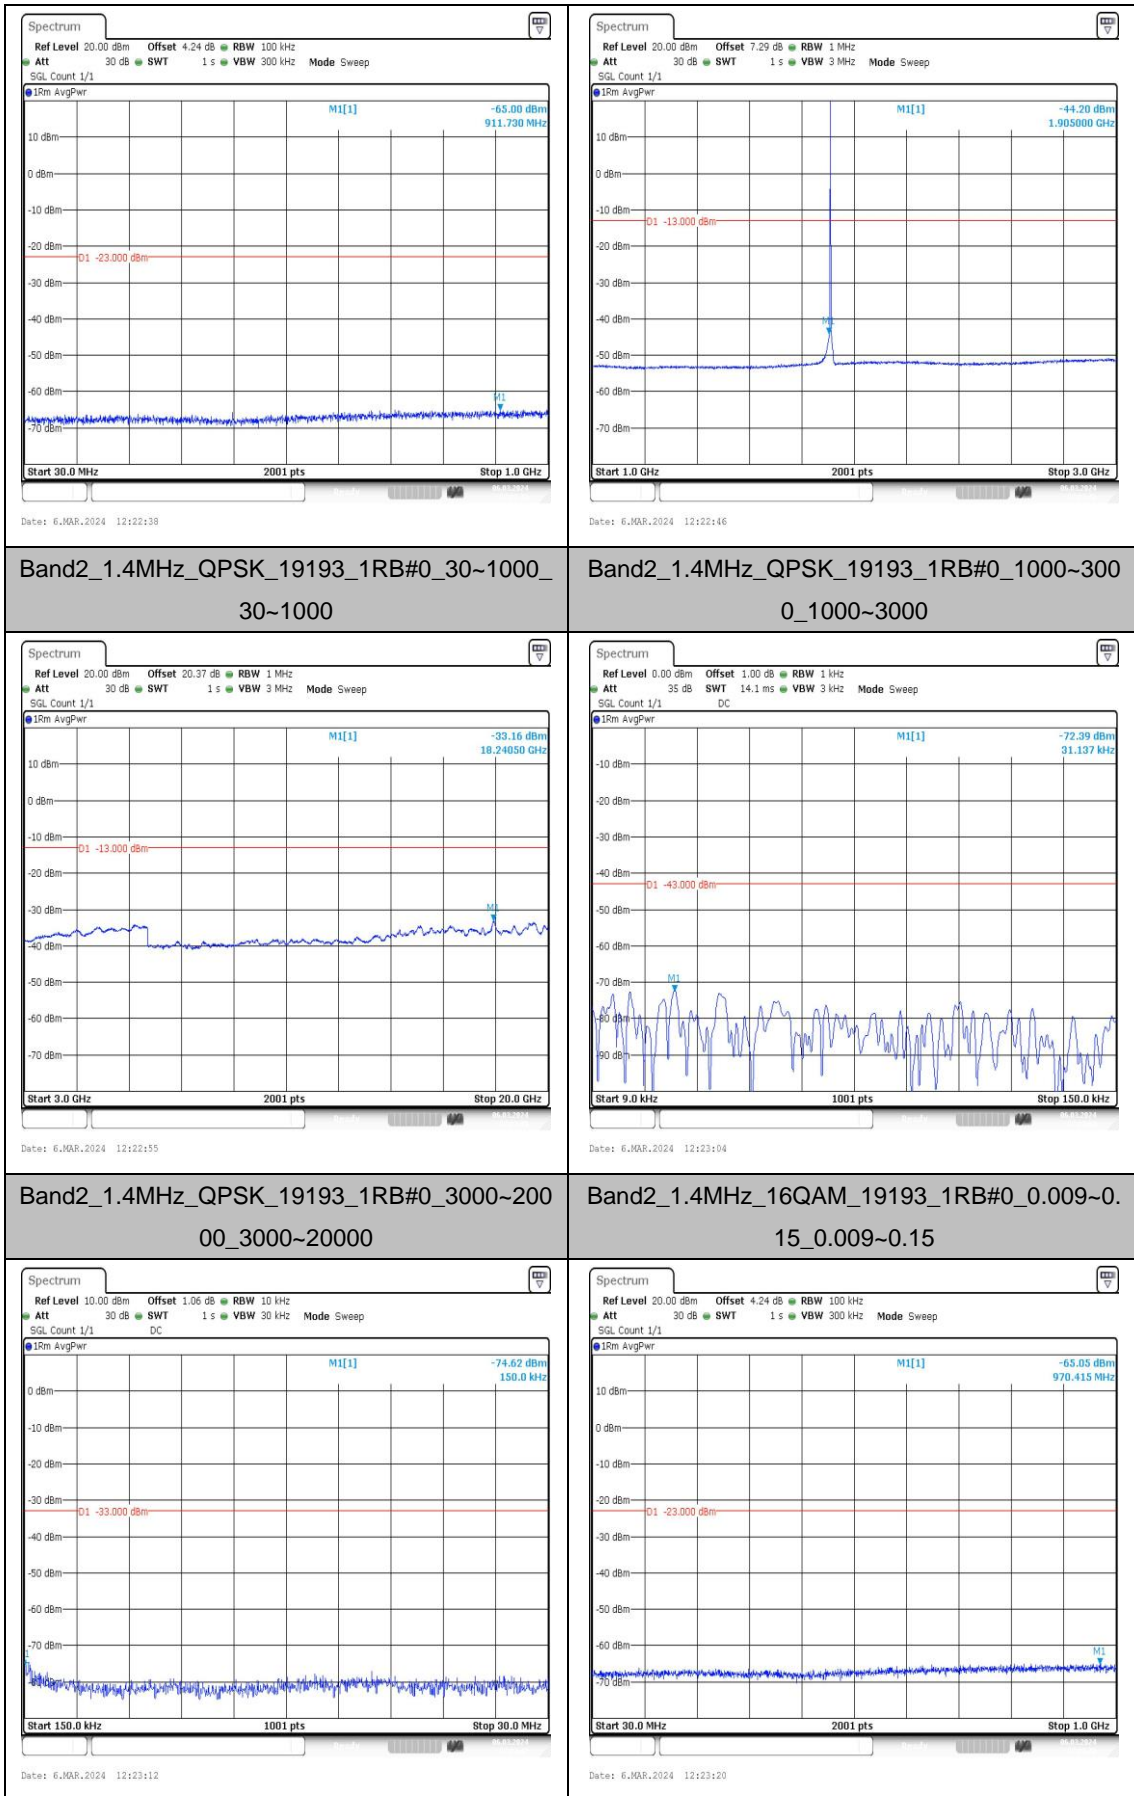 Spectrum
Ref Level 20.00 dBm Offset 4.24 dB RBW 100 kHz
Att 30 dB SWT 1 s VBW 300 kHz Mode Sweep
SGL Count 1/1
1Rm AvgPwr
M1[1] -65.00 dBm
911.730 MHz
10 dBm
0 dBm
-10 dBm
-20 dBm
D1 -23.000 dBm
-30 dBm
-40 dBm
-50 dBm
-60 dBm
M1
-70 dBm
Start 30.0 MHz 2001 pts Stop 1.0 GHz
Date: 6.MAR.2024 12:22:38
Spectrum
Ref Level 20.00 dBm Offset 7.29 dB RBW 1 MHz
Att 30 dB SWT 1 s VBW 3 MHz Mode Sweep
SGL Count 1/1
1Rm AvgPwr
M1[1] -44.20 dBm
1.905000 GHz
10 dBm
0 dBm
-10 dBm
D1 -13.000 dBm
-20 dBm
-30 dBm
-40 dBm
M1
-50 dBm
-60 dBm
-70 dBm
Start 1.0 GHz 2001 pts Stop 3.0 GHz
Date: 6.MAR.2024 12:22:46
Band2_1.4MHz_QPSK_19193_1RB#0_30~1000_
30~1000
Band2_1.4MHz_QPSK_19193_1RB#0_1000~300
0_1000~3000
Spectrum
Ref Level 20.00 dBm Offset 20.37 dB RBW 1 MHz
Att 30 dB SWT 1 s VBW 3 MHz Mode Sweep
SGL Count 1/1
1Rm AvgPwr
M1[1] -33.16 dBm
18.24050 GHz
10 dBm
0 dBm
-10 dBm
D1 -13.000 dBm
-20 dBm
-30 dBm
M1
-40 dBm
-50 dBm
-60 dBm
-70 dBm
Start 3.0 GHz 2001 pts Stop 20.0 GHz
Date: 6.MAR.2024 12:22:55
Spectrum
Ref Level 0.00 dBm Offset 1.00 dB RBW 1 kHz
Att 35 dB SWT 14.1 ms VBW 3 kHz Mode Sweep
SGL Count 1/1 DC
1Rm AvgPwr
M1[1] -72.39 dBm
31.137 kHz
-10 dBm
-20 dBm
-30 dBm
-40 dBm
D1 -43.000 dBm
-50 dBm
-60 dBm
-70 dBm
M1
-80 dBm
-90 dBm
Start 9.0 kHz 1001 pts Stop 150.0 kHz
Date: 6.MAR.2024 12:23:04
Band2_1.4MHz_QPSK_19193_1RB#0_3000~200
00_3000~20000
Band2_1.4MHz_16QAM_19193_1RB#0_0.009~0.
15_0.009~0.15
Spectrum
Ref Level 10.00 dBm Offset 1.06 dB RBW 10 kHz
Att 30 dB SWT 1 s VBW 30 kHz Mode Sweep
SGL Count 1/1 DC
1Rm AvgPwr
M1[1] -74.62 dBm
150.0 kHz
0 dBm
-10 dBm
-20 dBm
-30 dBm
D1 -33.000 dBm
-40 dBm
-50 dBm
-60 dBm
-70 dBm
-80 dBm
Start 150.0 kHz 1001 pts Stop 30.0 MHz
Date: 6.MAR.2024 12:23:12
Spectrum
Ref Level 20.00 dBm Offset 4.24 dB RBW 100 kHz
Att 30 dB SWT 1 s VBW 300 kHz Mode Sweep
SGL Count 1/1
1Rm AvgPwr
M1[1] -65.05 dBm
970.415 MHz
10 dBm
0 dBm
-10 dBm
-20 dBm
D1 -23.000 dBm
-30 dBm
-40 dBm
-50 dBm
-60 dBm
M1
-70 dBm
Start 30.0 MHz 2001 pts Stop 1.0 GHz
Date: 6.MAR.2024 12:23:20